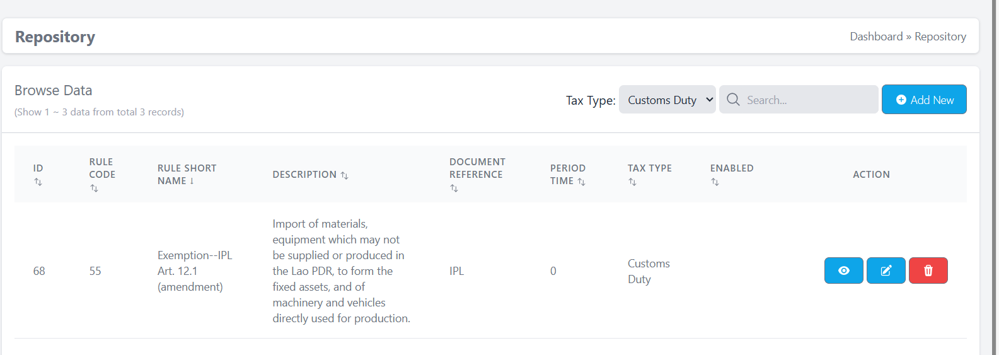 Repository
Dashboard » Repository
Browse Data
(Show 1 ~ 3 data from total 3 records)
Tax Type:
Customs Duty
Search...
Add New
ID
RULE
CODE
RULE SHORT
NAME ↓
DESCRIPTION
DOCUMENT
REFERENCE
PERIOD
TIME
TAX TYPE
ENABLED
ACTION
68
55
Exemption--IPL
Art. 12.1
(amendment)
Import of materials,
equipment which may not
be supplied or produced in
the Lao PDR, to form the
fixed assets, and of
machinery and vehicles
directly used for production.
IPL
0
Customs
Duty